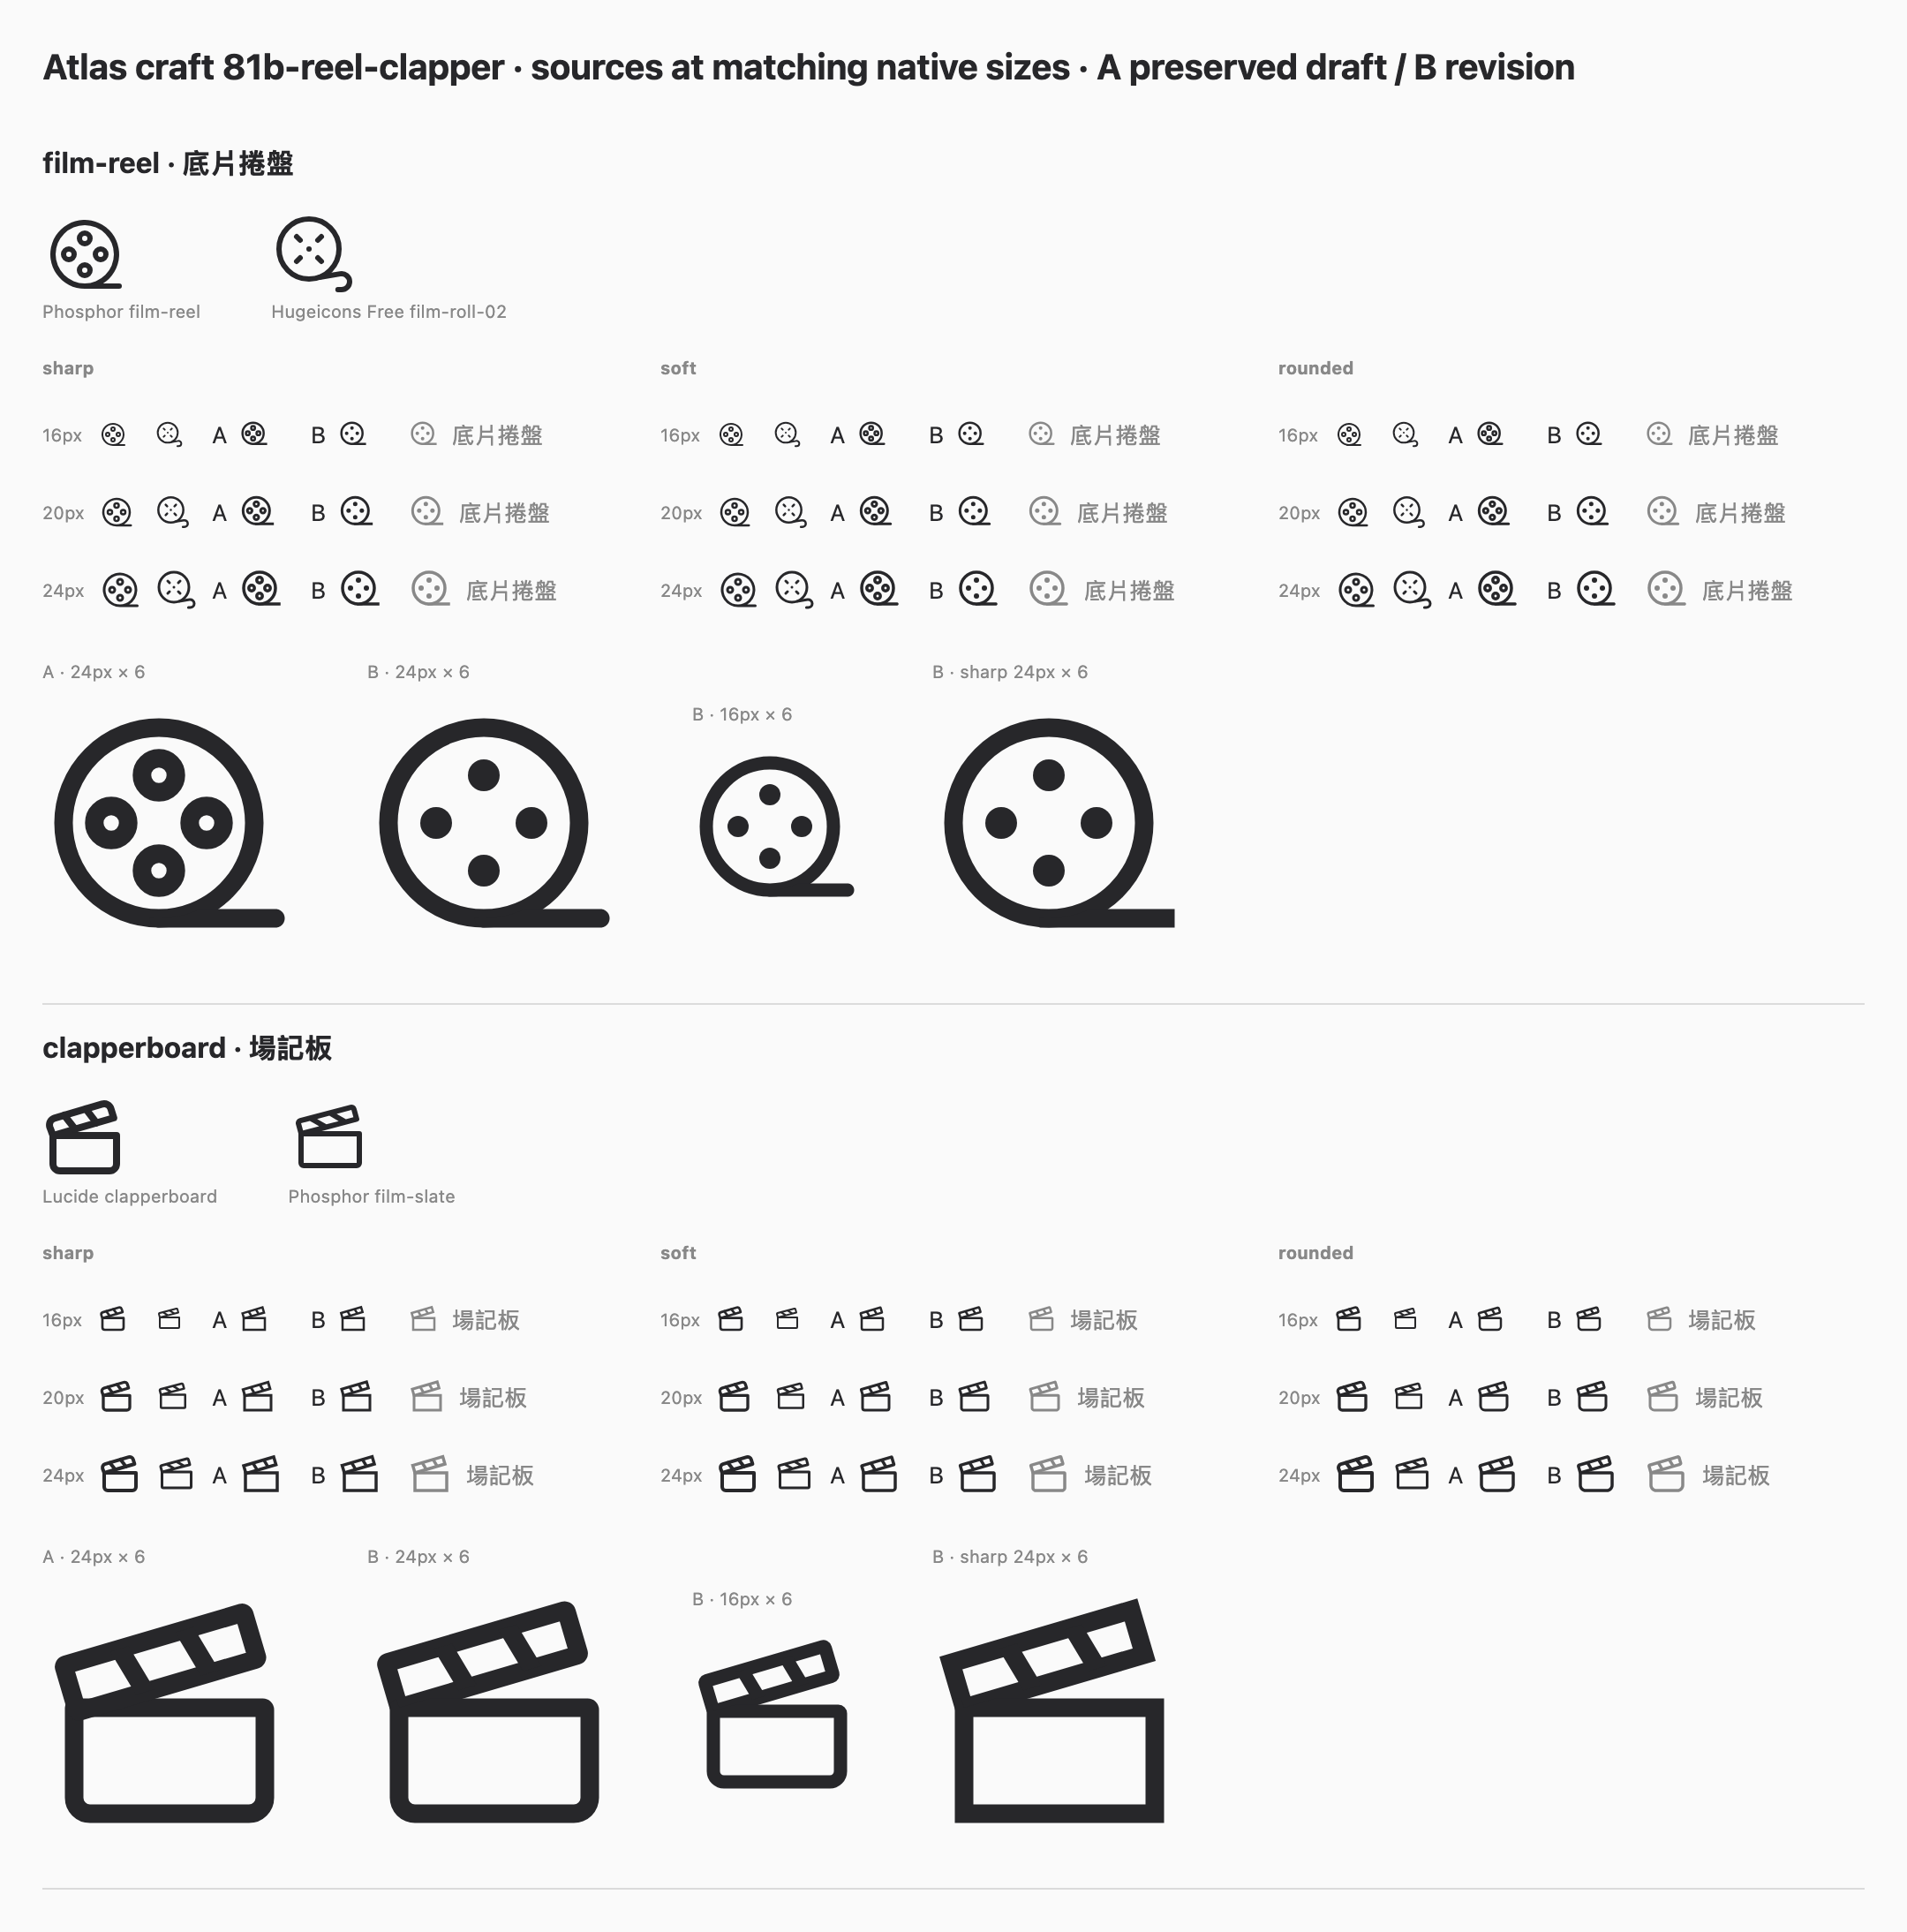 Atlas craft 81b-reel-clapper · sources at matching native sizes · A preserved draft / B revision
film-reel · 底片捲盤
Phosphor film-reel
Hugeicons Free film-roll-02
sharp
soft
rounded
16px A B 底片捲盤
16px A B 底片捲盤
16px A B 底片捲盤
20px A B 底片捲盤
20px A B 底片捲盤
20px A B 底片捲盤
24px A B 底片捲盤
24px A B 底片捲盤
24px A B 底片捲盤
A · 24px × 6
B · 24px × 6
B · 16px × 6
B · sharp 24px × 6
clapperboard · 場記板
Lucide clapperboard
Phosphor film-slate
sharp
soft
rounded
16px A B 場記板
16px A B 場記板
16px A B 場記板
20px A B 場記板
20px A B 場記板
20px A B 場記板
24px A B 場記板
24px A B 場記板
24px A B 場記板
A · 24px × 6
B · 24px × 6
B · 16px × 6
B · sharp 24px × 6